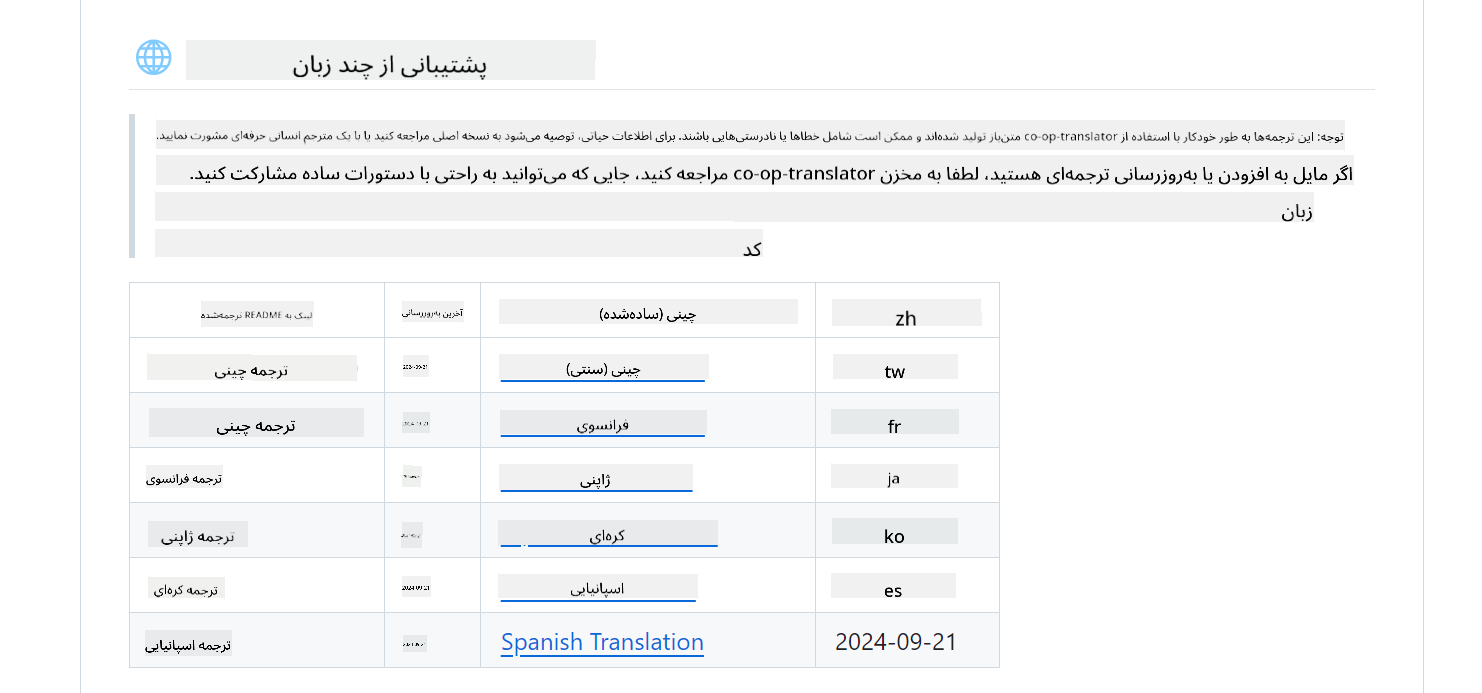 پشتیبانی از چند زبان
توجه: این ترجمه‌ها به طور خودکار با استفاده از co-op-translator متن‌باز تولید شده‌اند و ممکن است شامل خطاها یا نادرستی‌هایی باشند. برای اطلاعات حیاتی، توصیه می‌شود به نسخه اصلی مراجعه کنید یا با یک مترجم انسانی حرفه‌ای مشورت نمایید.
اگر مایل به افزودن یا به‌روزرسانی ترجمه‌ای هستید، لطفا به مخزن co-op-translator مراجعه کنید، جایی که می‌توانید به راحتی با دستورات ساده مشارکت کنید.
زبان
کد
لینک به README ترجمه‌شده آخرین به‌روزرسانی چینی (ساده‌شده) zh
ترجمه چینی 2024-09-21 چینی (سنتی) tw
ترجمه چینی فرانسوی fr
ترجمه فرانسوی ژاپنی ja
ترجمه ژاپنی کره‌ای ko
ترجمه کره‌ای 2024-09-21 اسپانیایی es
ترجمه اسپانیایی Spanish Translation 2024-09-21